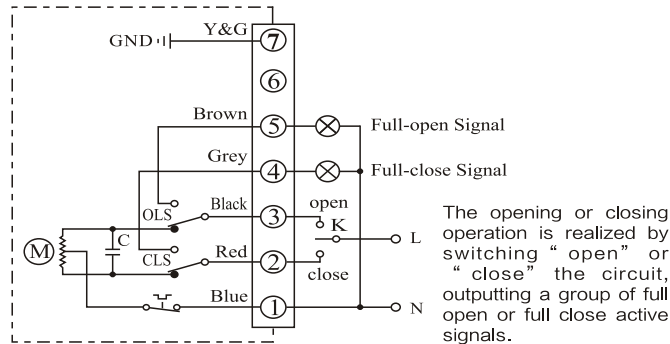 Y&G
GND
7
6
Brown
5
Full-open Signal
Grey
4
Full-close Signal
OLS
Black
3
open
K
L
C
M
CLS
Red
2
close
Blue
1
N
The opening or closing
operation is realized by
switching “ open” or
“ close” the circuit,
outputting a group of full
open or full close active
signals.